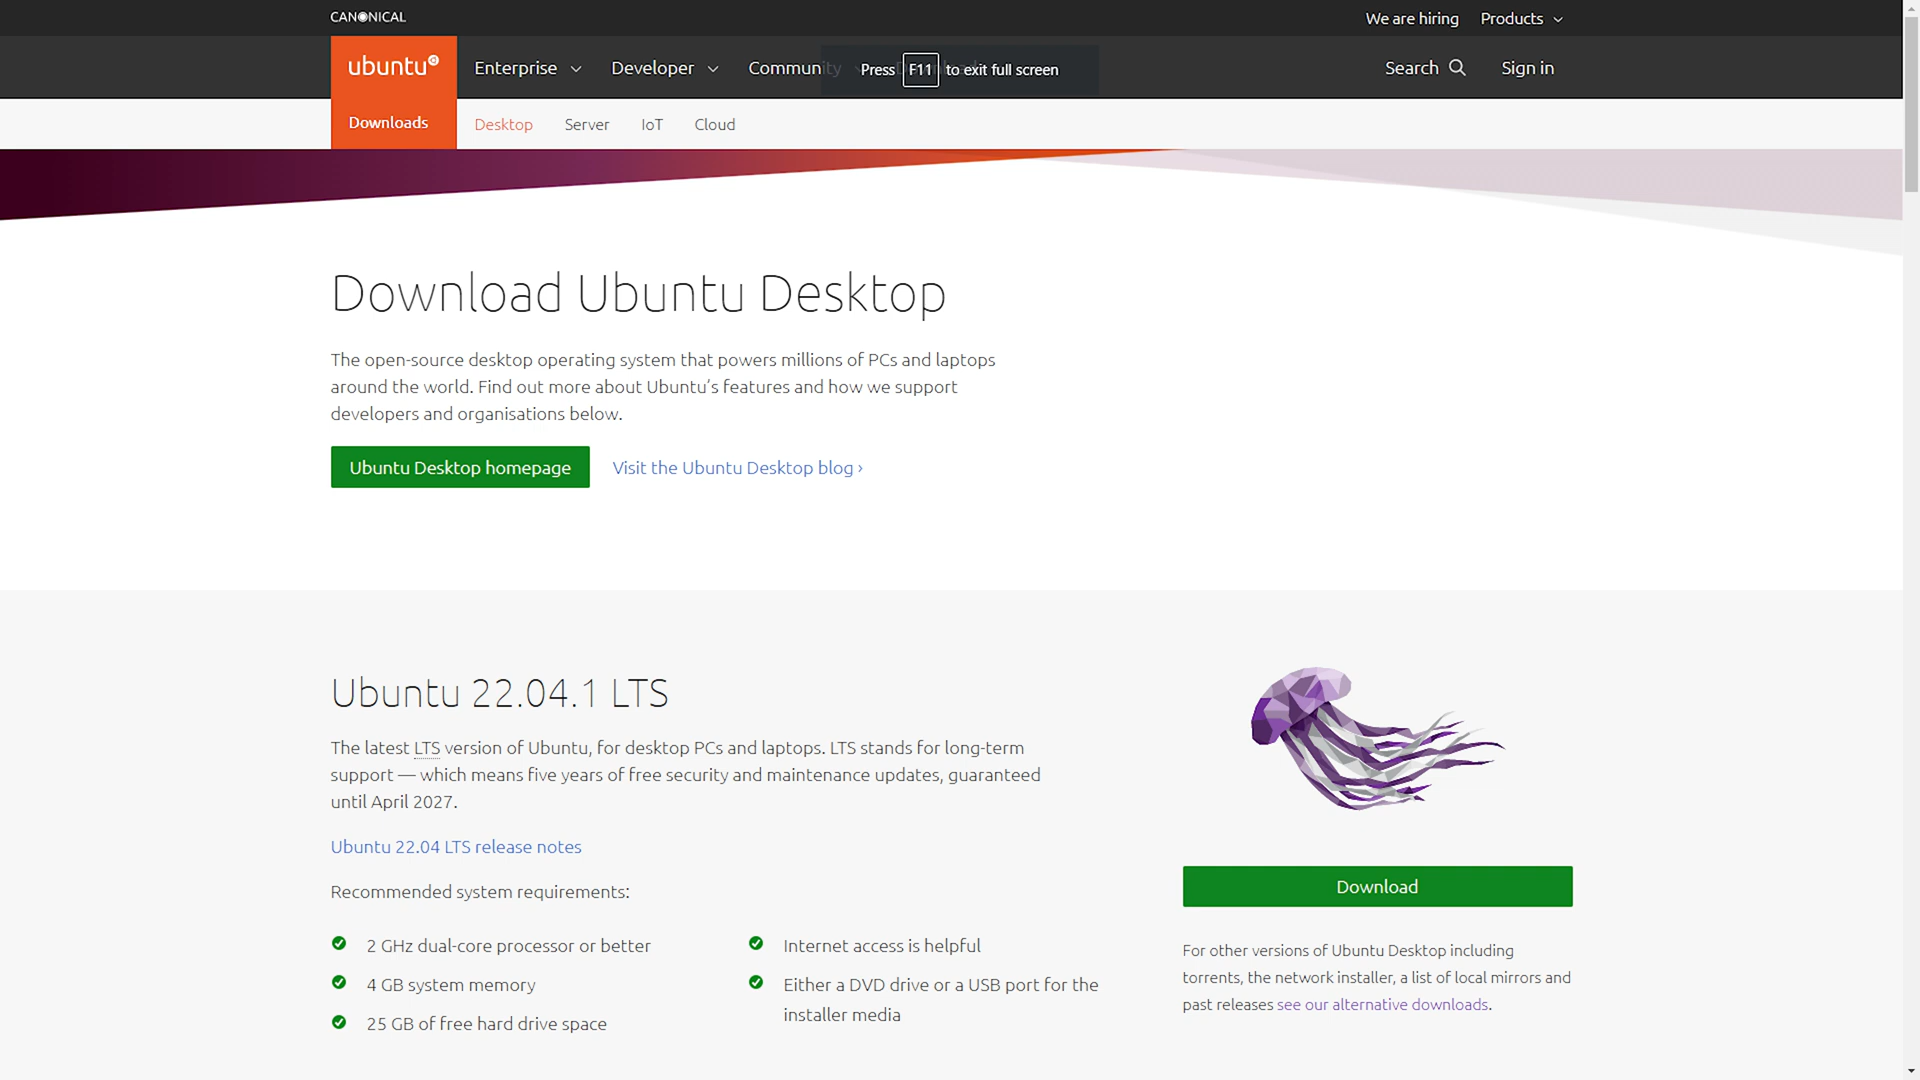 CANONICAL
We are hiring Products
ubuntu Enterprise Developer Community Press F11 to exit full screen Search Sign in
Downloads Desktop Server IoT Cloud
Download Ubuntu Desktop
The open-source desktop operating system that powers millions of PCs and laptops
around the world. Find out more about Ubuntu’s features and how we support
developers and organisations below.
Ubuntu Desktop homepage Visit the Ubuntu Desktop blog ›
Ubuntu 22.04.1 LTS
The latest LTS version of Ubuntu, for desktop PCs and laptops. LTS stands for long-term
support — which means five years of free security and maintenance updates, guaranteed
until April 2027.
Ubuntu 22.04 LTS release notes
Recommended system requirements:
2 GHz dual-core processor or better
4 GB system memory
25 GB of free hard drive space
Internet access is helpful
Either a DVD drive or a USB port for the
installer media
Download
For other versions of Ubuntu Desktop including
torrents, the network installer, a list of local mirrors and
past releases see our alternative downloads.